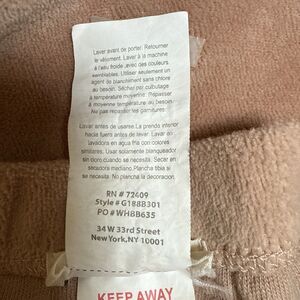 Laver avant de porter. Retourner
le vêtement. Laver à la machine
à l'eau froide avec des couleurs
semblables. Utiliser seulement un
agent de blanchiment sans chlore
au besoin. Sécher par culbutage
à température moyenne. Repasser
à moyenne température au besoin.
Ne pas repasser les garnitures.
Lavar antes de usarse. La prenda interior
hacia fuera antes de lavar. Lavar en
lavadora en agua fria con colores
similares. Usar solamente blanqueador
sin cloro cuando se necesite. Secar en
secadora mediano. Plancha tibia si
se necesita. No planchar la decoración.
RN # 72409
Style # G188B301
PO # WH8B635
34 W 33rd Street
New York, NY 10001
KEEP AWAY